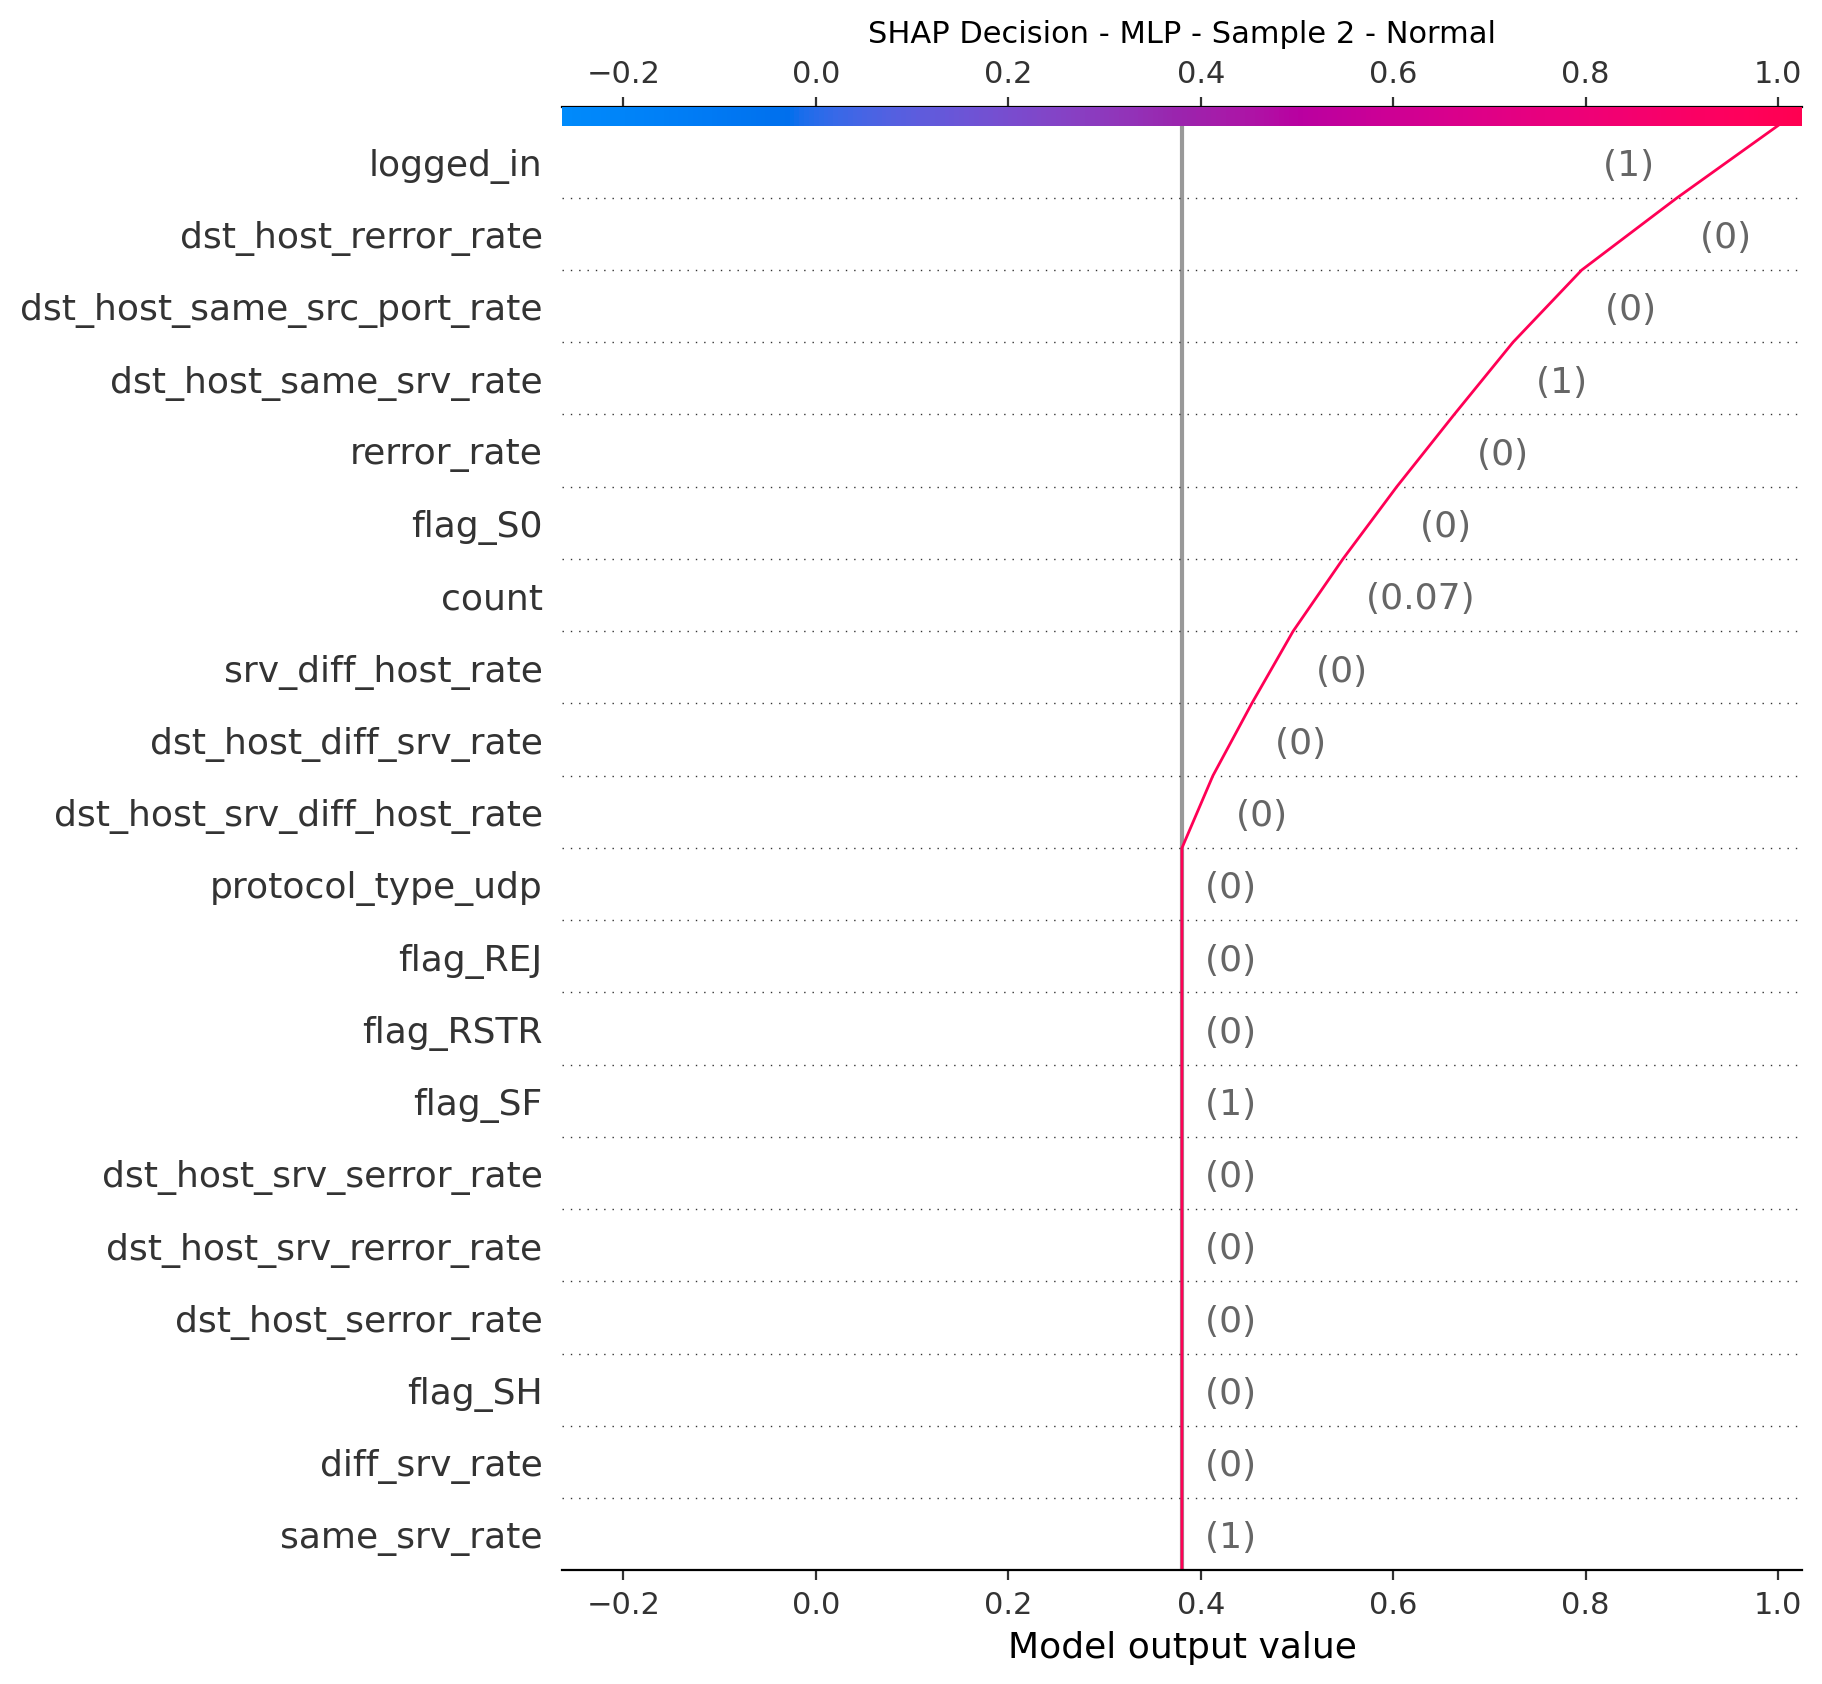 SHAP Decision - MLP - Sample 2 - Normal
−0.2 0.0 0.2 0.4 0.6 0.8 1.0
logged_in (1)
dst_host_rerror_rate (0)
dst_host_same_src_port_rate (0)
dst_host_same_srv_rate (1)
rerror_rate (0)
flag_S0 (0)
count (0.07)
srv_diff_host_rate (0)
dst_host_diff_srv_rate (0)
dst_host_srv_diff_host_rate (0)
protocol_type_udp (0)
flag_REJ (0)
flag_RSTR (0)
flag_SF (1)
dst_host_srv_serror_rate (0)
dst_host_srv_rerror_rate (0)
dst_host_serror_rate (0)
flag_SH (0)
diff_srv_rate (0)
same_srv_rate (1)
−0.2 0.0 0.2 0.4 0.6 0.8 1.0
Model output value